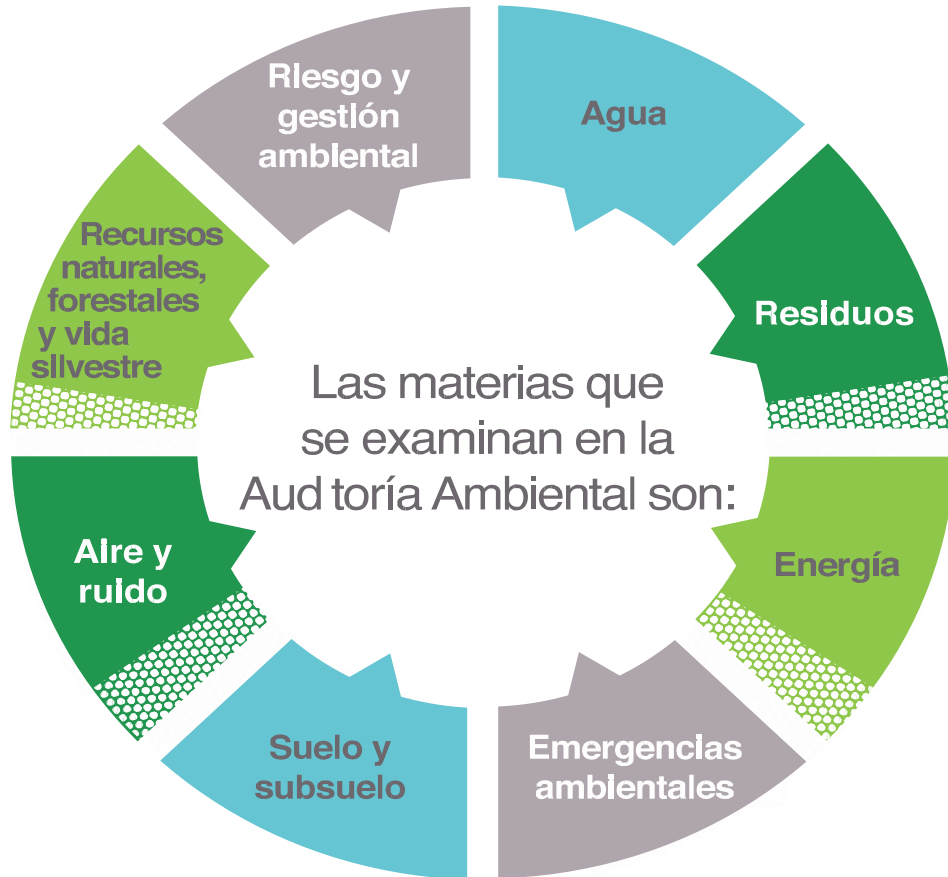 Las materias que
se examinan en la
Aud toría Ambiental son:
Agua
Residuos
Energía
Emergencias
ambientales
Suelo y
subsuelo
Aire y
ruido
Recursos
naturales,
forestales
y vida
silvestre
Riesgo y
gestión
ambiental